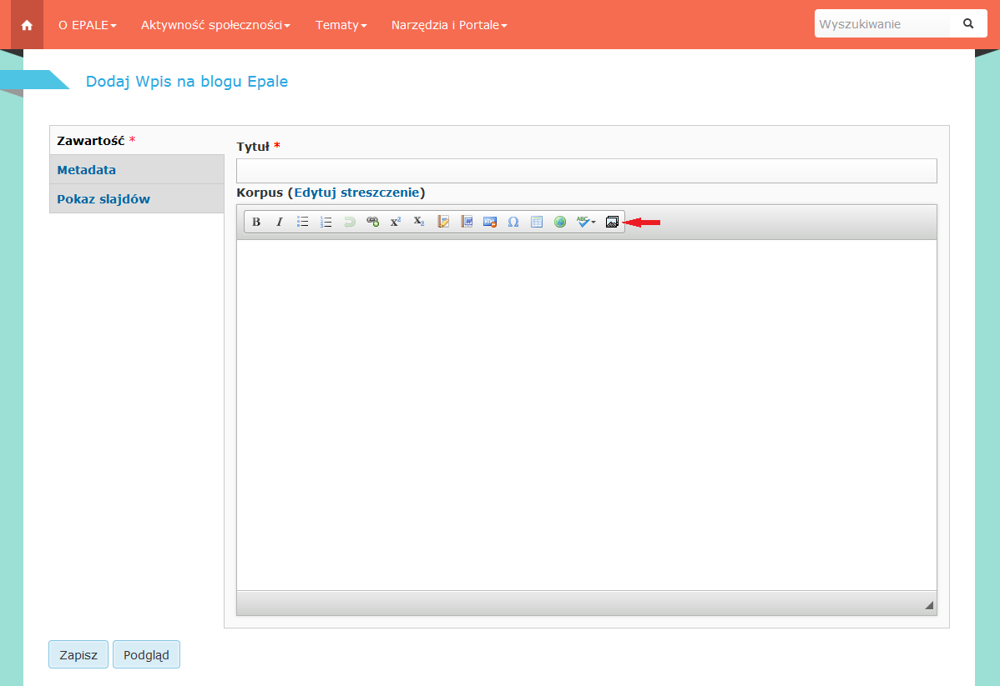 O EPALE Aktywność społeczności Tematy Narzędzia i Portale Wyszukiwanie
Dodaj Wpis na blogu Epale
Zawartość *
Metadata
Pokaz slajdów
Tytuł *
Korpus (Edytuj streszczenie)
B I x² x₂ W HTML Ω ABC
Zapisz Podgląd